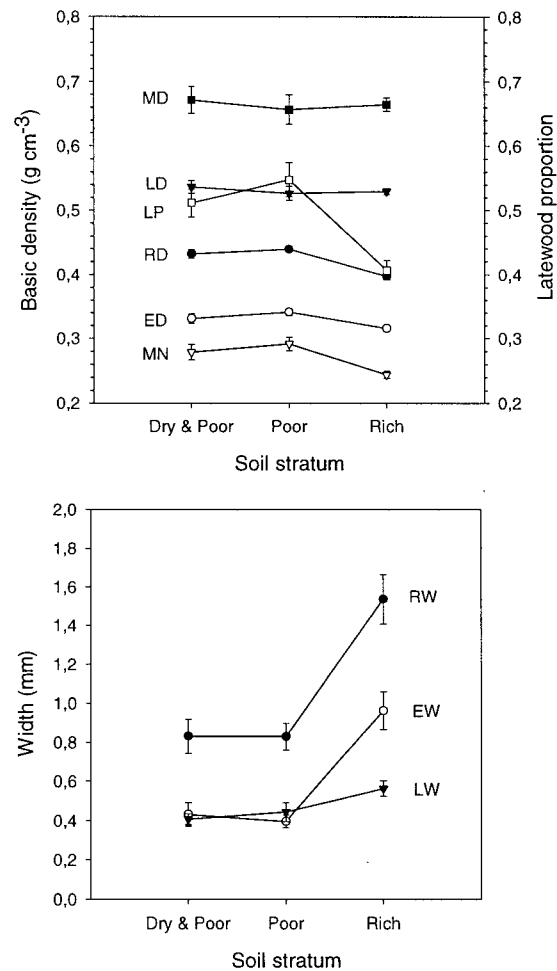 0,8
0,7
0,6
0,5
0,4
0,3
0,2
Basic density (g cm-3)
MD
LD
LP
RD
ED
MN
0,8
0,7
0,6
0,5
0,4
0,3
0,2
Latewood proportion
Dry & Poor Poor Rich
Soil stratum
2,0
1,8
1,6
1,4
1,2
1,0
0,8
0,6
0,4
0,2
0,0
Width (mm)
RW
EW
LW
Dry & Poor Poor Rich
Soil stratum